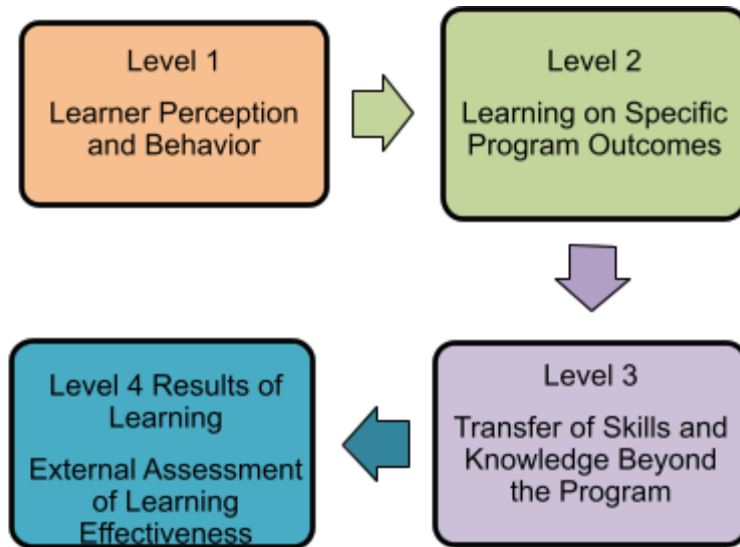 Level 1
Learner Perception
and Behavior
Level 2
Learning on Specific
Program Outcomes
Level 3
Transfer of Skills and
Knowledge Beyond
the Program
Level 4 Results of
Learning
External Assessment
of Learning
Effectiveness